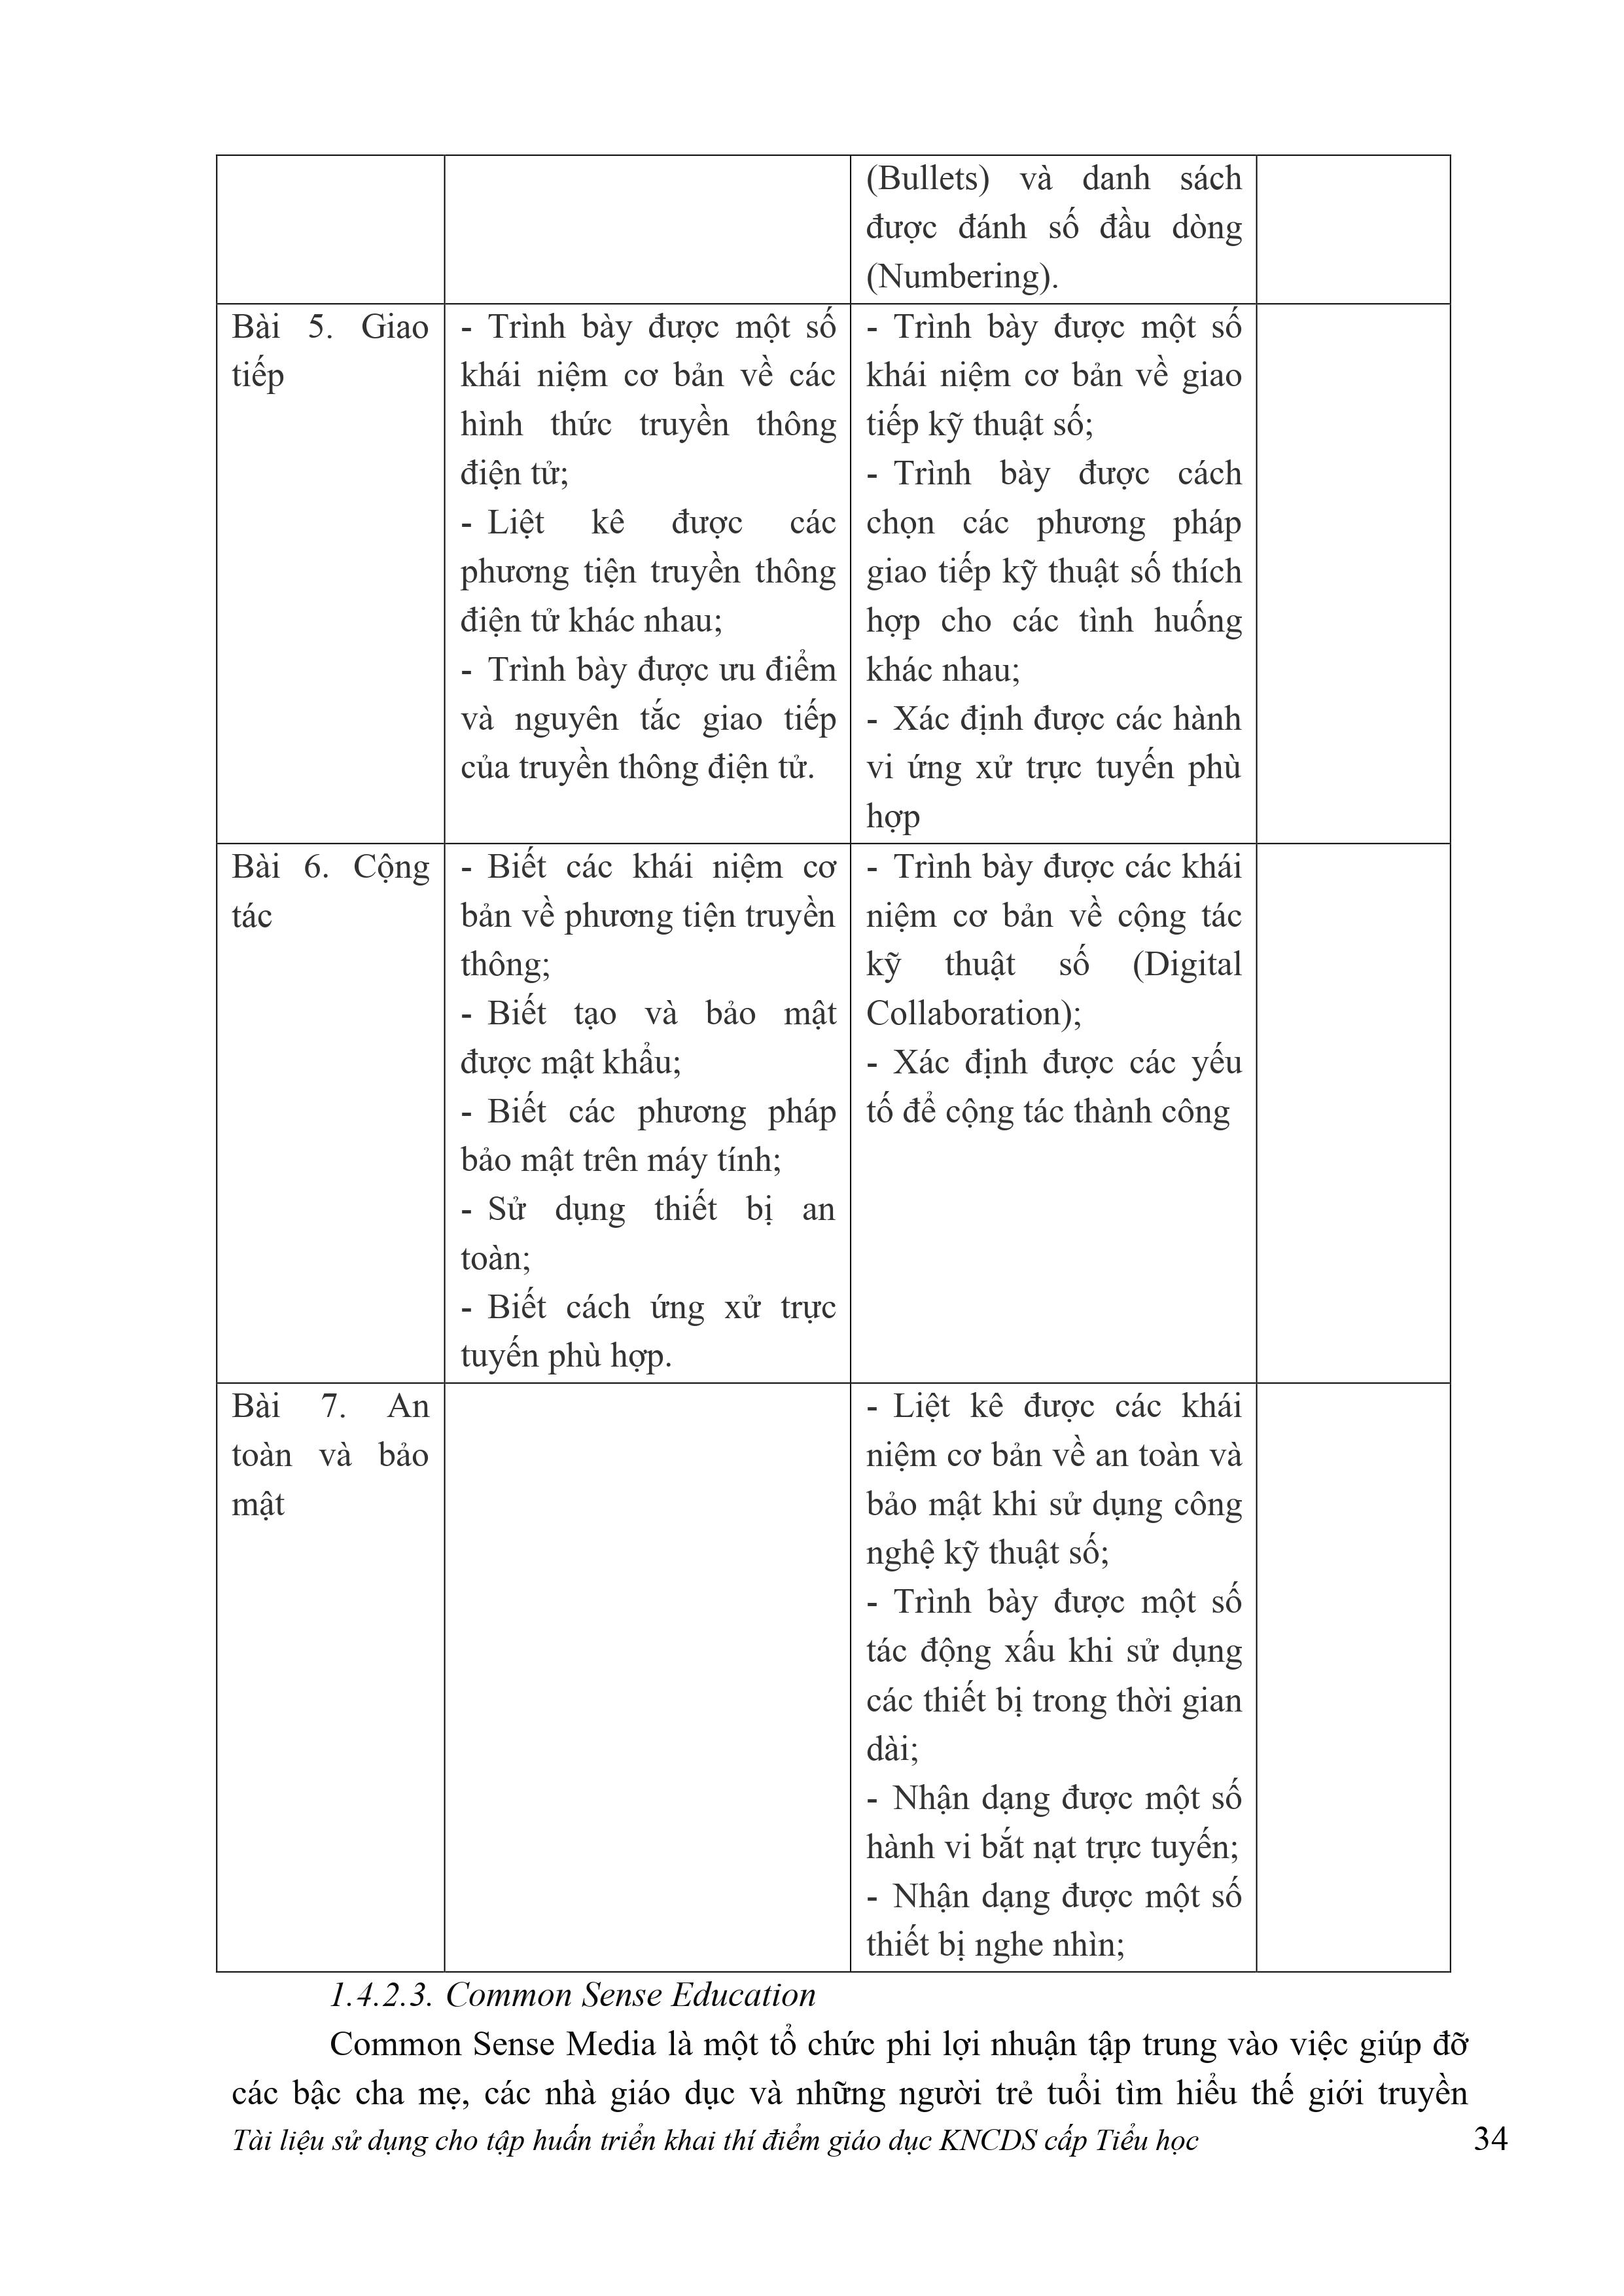 (Bullets) và danh sách
được đánh số đầu dòng
(Numbering).
Bài 5. Giao
tiếp
- Trình bày được một số
khái niệm cơ bản về các
hình thức truyền thông
điện tử;
- Liệt kê được các
phương tiện truyền thông
điện tử khác nhau;
- Trình bày được ưu điểm
và nguyên tắc giao tiếp
của truyền thông điện tử.
- Trình bày được một số
khái niệm cơ bản về giao
tiếp kỹ thuật số;
- Trình bày được cách
chọn các phương pháp
giao tiếp kỹ thuật số thích
hợp cho các tình huống
khác nhau;
- Xác định được các hành
vi ứng xử trực tuyến phù
hợp
Bài 6. Cộng
tác
- Biết các khái niệm cơ
bản về phương tiện truyền
thông;
- Biết tạo và bảo mật
được mật khẩu;
- Biết các phương pháp
bảo mật trên máy tính;
- Sử dụng thiết bị an
toàn;
- Biết cách ứng xử trực
tuyến phù hợp.
- Trình bày được các khái
niệm cơ bản về cộng tác
kỹ thuật số (Digital
Collaboration);
- Xác định được các yếu
tố để cộng tác thành công
Bài 7. An
toàn và bảo
mật
- Liệt kê được các khái
niệm cơ bản về an toàn và
bảo mật khi sử dụng công
nghệ kỹ thuật số;
- Trình bày được một số
tác động xấu khi sử dụng
các thiết bị trong thời gian
dài;
- Nhận dạng được một số
hành vi bắt nạt trực tuyến;
- Nhận dạng được một số
thiết bị nghe nhìn;
1.4.2.3. Common Sense Education
Common Sense Media là một tổ chức phi lợi nhuận tập trung vào việc giúp đỡ
các bậc cha mẹ, các nhà giáo dục và những người trẻ tuổi tìm hiểu thế giới truyền
Tài liệu sử dụng cho tập huấn triển khai thí điểm giáo dục KNCDS cấp Tiểu học 34